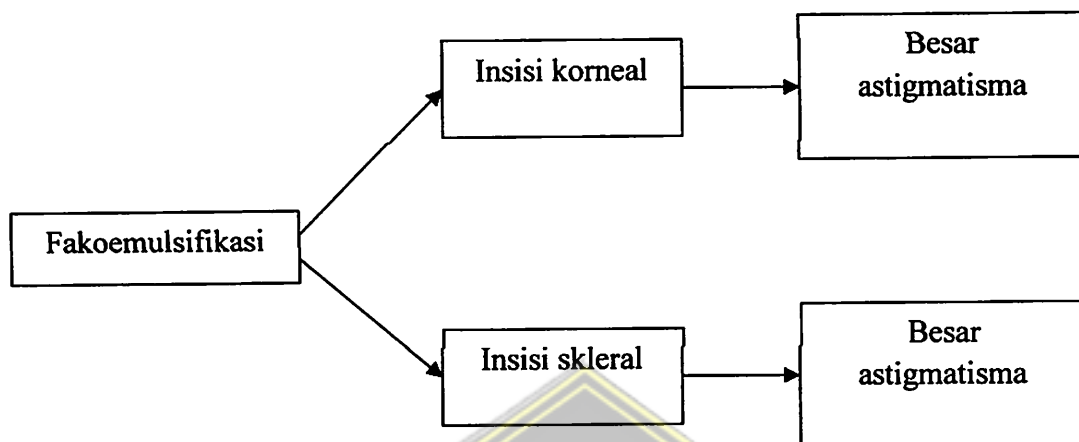 Insisi korneal
Besar
astigmatisma
Fakoemulsifikasi
Insisi skleral
Besar
astigmatisma